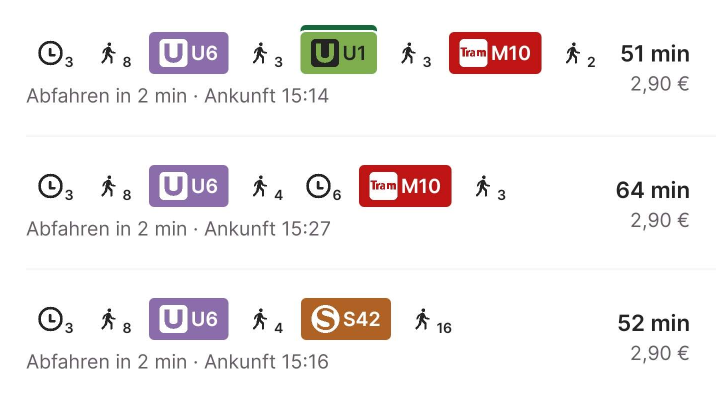 3 8 U U6 3 U U1 3 Tram M10 2 51 min
2,90 €
Abfahren in 2 min · Ankunft 15:14
3 8 U U6 4 6 Tram M10 3 64 min
2,90 €
Abfahren in 2 min · Ankunft 15:27
3 8 U U6 4 S S42 16 52 min
2,90 €
Abfahren in 2 min · Ankunft 15:16